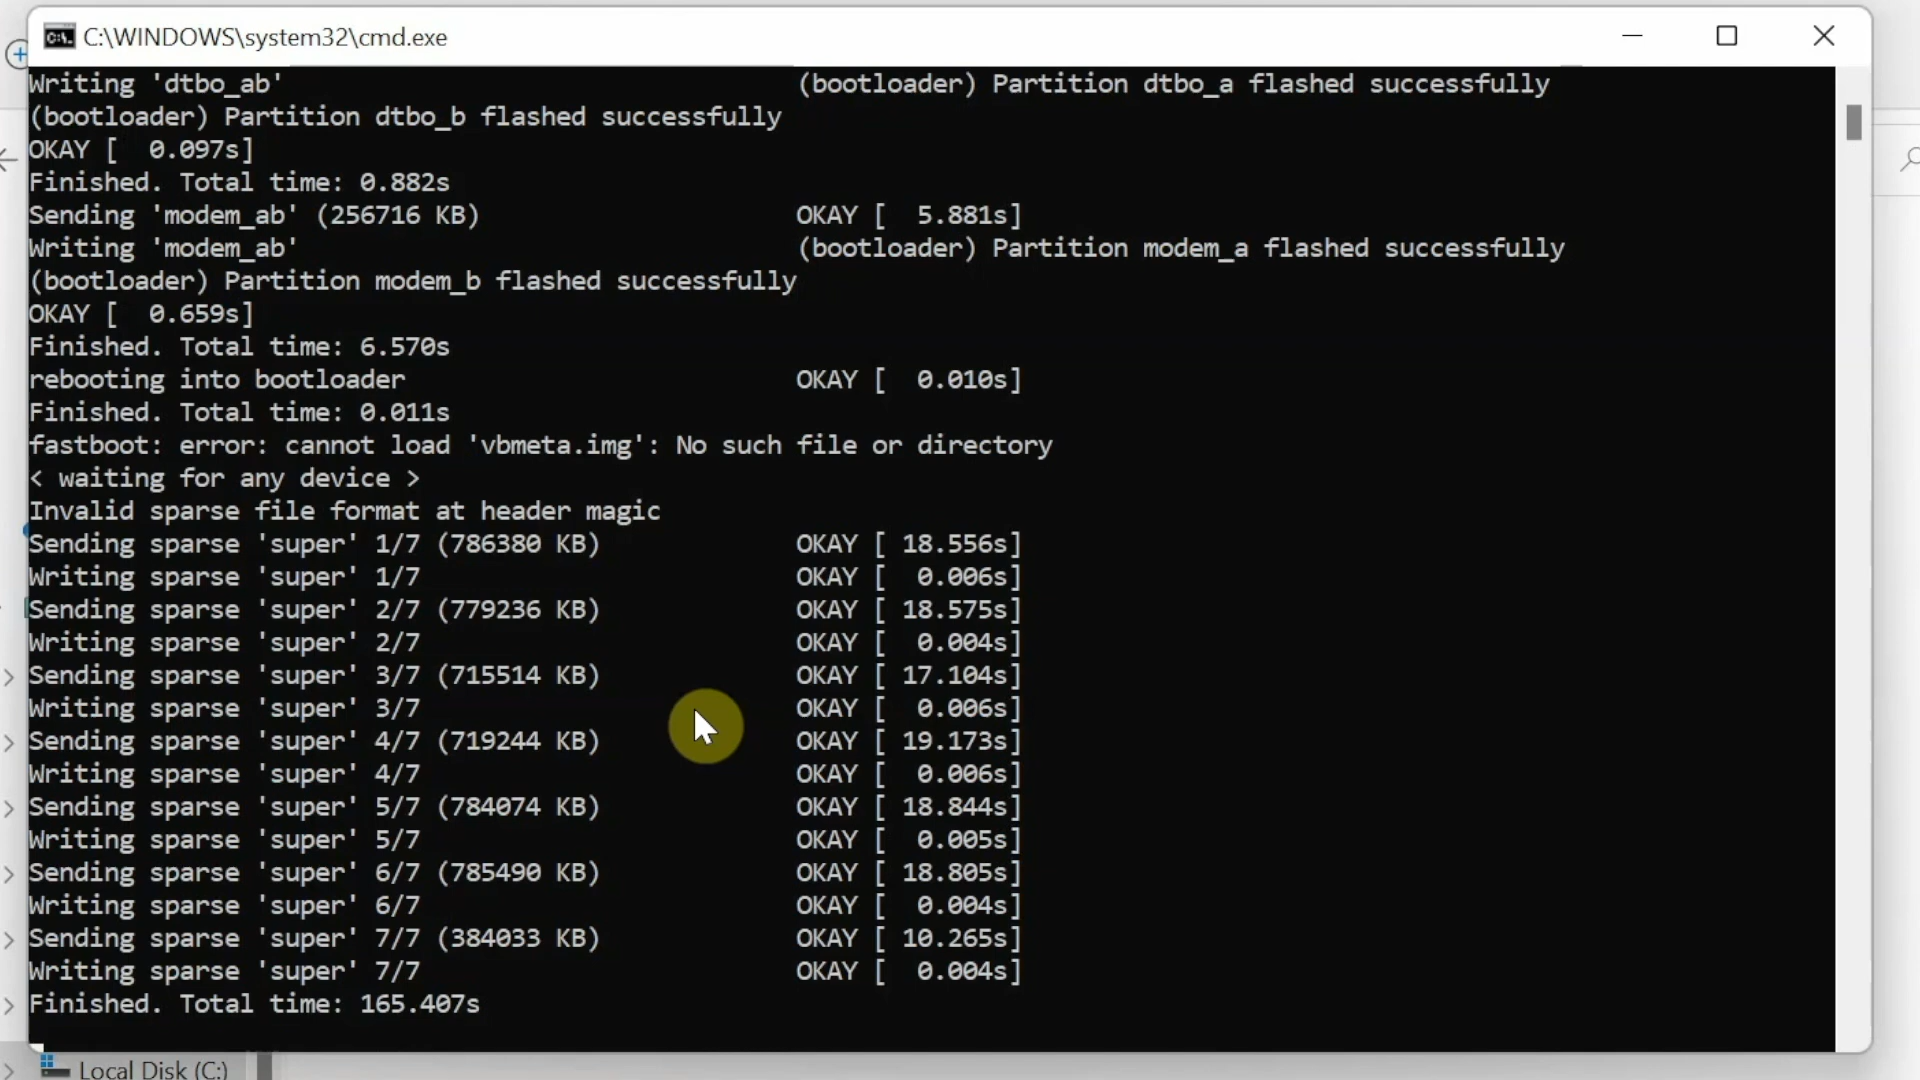 C:\WINDOWS\system32\cmd.exe
Writing 'dtbo_ab' (bootloader) Partition dtbo_a flashed successfully
(bootloader) Partition dtbo_b flashed successfully
OKAY [  0.097s]
Finished. Total time: 0.882s
Sending 'modem_ab' (256716 KB) OKAY [  5.881s]
Writing 'modem_ab' (bootloader) Partition modem_a flashed successfully
(bootloader) Partition modem_b flashed successfully
OKAY [  0.659s]
Finished. Total time: 6.570s
rebooting into bootloader OKAY [  0.010s]
Finished. Total time: 0.011s
fastboot: error: cannot load 'vbmeta.img': No such file or directory
< waiting for any device >
Invalid sparse file format at header magic
Sending sparse 'super' 1/7 (786380 KB) OKAY [ 18.556s]
Writing sparse 'super' 1/7 OKAY [  0.006s]
Sending sparse 'super' 2/7 (779236 KB) OKAY [ 18.575s]
Writing sparse 'super' 2/7 OKAY [  0.004s]
Sending sparse 'super' 3/7 (715514 KB) OKAY [ 17.104s]
Writing sparse 'super' 3/7 OKAY [  0.006s]
Sending sparse 'super' 4/7 (719244 KB) OKAY [ 19.173s]
Writing sparse 'super' 4/7 OKAY [  0.006s]
Sending sparse 'super' 5/7 (784074 KB) OKAY [ 18.844s]
Writing sparse 'super' 5/7 OKAY [  0.005s]
Sending sparse 'super' 6/7 (785490 KB) OKAY [ 18.805s]
Writing sparse 'super' 6/7 OKAY [  0.004s]
Sending sparse 'super' 7/7 (384033 KB) OKAY [ 10.265s]
Writing sparse 'super' 7/7 OKAY [  0.004s]
Finished. Total time: 165.407s
Local Disk (C:)